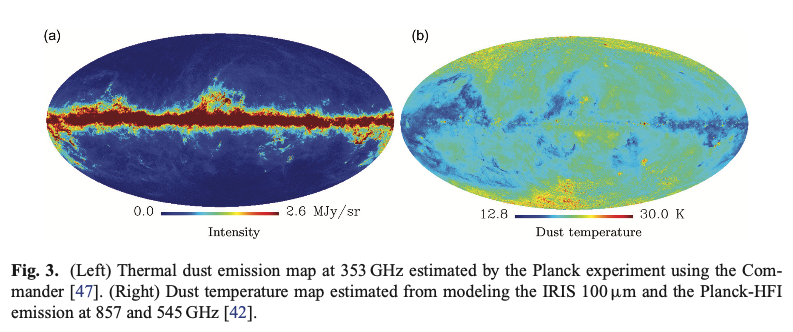 (a)
(b)
0.0 2.6 MJy/sr
Intensity
12.8 30.0 K
Dust temperature
Fig. 3. (Left) Thermal dust emission map at 353 GHz estimated by the Planck experiment using the Com-
mander [47]. (Right) Dust temperature map estimated from modeling the IRIS 100 μm and the Planck-HFI
emission at 857 and 545 GHz [42].